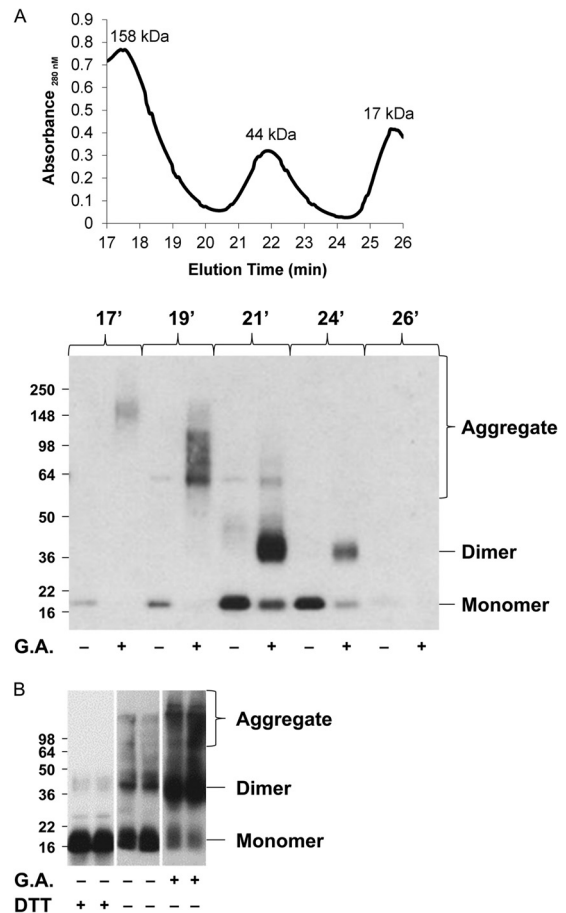 A
0.9
0.8
0.7
0.6
0.5
0.4
0.3
0.2
0.1
0
Absorbance 280 nM
158 kDa
44 kDa
17 kDa
17 18 19 20 21 22 23 24 25 26
Elution Time (min)
17’ 19’ 21’ 24’ 26’
250
148
98
64
50
36
22
16
Aggregate
Dimer
Monomer
G.A. – + – + – + – + – +
B
98
64
50
36
22
16
Aggregate
Dimer
Monomer
G.A. – – – – + +
DTT + + – – – –